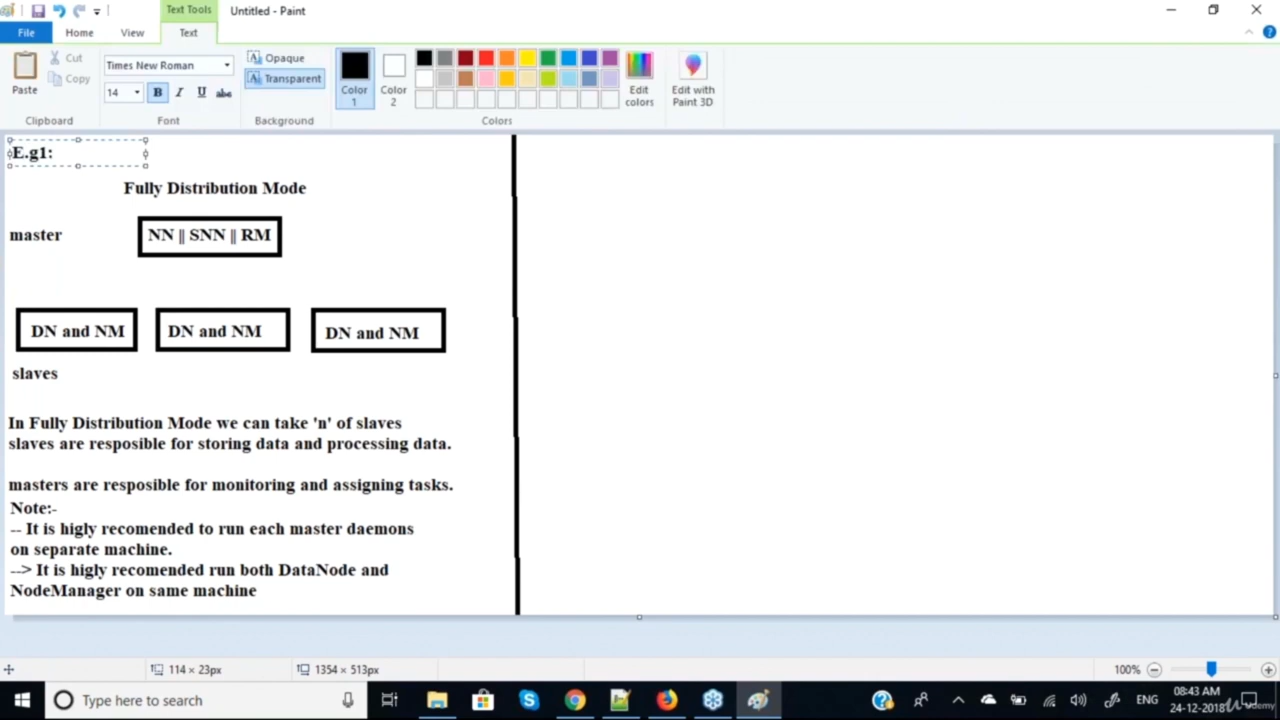 Text Tools
Untitled - Paint
File
Home
View
Text
Paste
Cut
Copy
Clipboard
Times New Roman
14
B
I
U
abc
Font
Opaque
Transparent
Background
Color 1
Color 2
Edit colors
Edit with Paint 3D
Colors
E.g1:
Fully Distribution Mode
master
NN || SNN || RM
DN and NM
DN and NM
DN and NM
slaves
In Fully Distribution Mode we can take 'n' of slaves
slaves are resposible for storing data and processing data.
masters are resposible for monitoring and assigning tasks.
Note:-
-- It is higly recomended to run each master daemons
on separate machine.
--> It is higly recomended run both DataNode and
NodeManager on same machine
114 × 23px
1354 × 513px
100%
Type here to search
ENG
08:43 AM
24-12-2018
Udemy